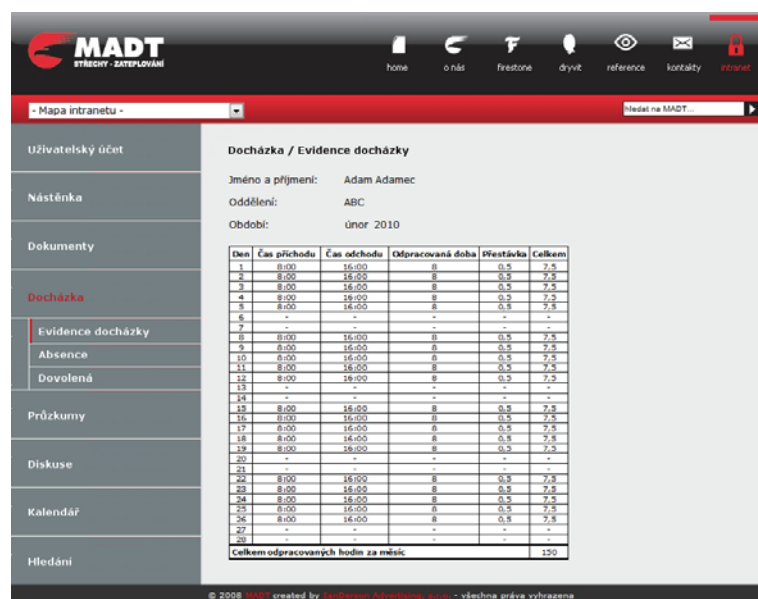 MADT
STŘECHY - ZATEPLOVÁNÍ
home o nás firestone dryvit reference kontakty intranet
- Mapa intranetu -
hledat na MADT...
Uživatelský účet
Nástěnka
Dokumenty
Docházka
Evidence docházky
Absence
Dovolená
Průzkumy
Diskuse
Kalendář
Hledání
Docházka / Evidence docházky
Jméno a příjmení: Adam Adamec
Oddělení: ABC
Období: únor 2010
Den Čas příchodu Čas odchodu Odpracovaná doba Přestávka Celkem
1 8:00 16:00 8 0,5 7,5
2 8:00 16:00 8 0,5 7,5
3 8:00 16:00 8 0,5 7,5
4 8:00 16:00 8 0,5 7,5
5 8:00 16:00 8 0,5 7,5
6 - - - - -
7 - - - - -
8 8:00 16:00 8 0,5 7,5
9 8:00 16:00 8 0,5 7,5
10 8:00 16:00 8 0,5 7,5
11 8:00 16:00 8 0,5 7,5
12 8:00 16:00 8 0,5 7,5
13 - - - - -
14 - - - - -
15 8:00 16:00 8 0,5 7,5
16 8:00 16:00 8 0,5 7,5
17 8:00 16:00 8 0,5 7,5
18 8:00 16:00 8 0,5 7,5
19 8:00 16:00 8 0,5 7,5
20 - - - - -
21 - - - - -
22 8:00 16:00 8 0,5 7,5
23 8:00 16:00 8 0,5 7,5
24 8:00 16:00 8 0,5 7,5
25 8:00 16:00 8 0,5 7,5
26 8:00 16:00 8 0,5 7,5
27 - - - - -
28 - - - - -
Celkem odpracovaných hodin za měsíc 150
© 2008 MADT created by Advertising, s.r.o. - všechna práva vyhrazena